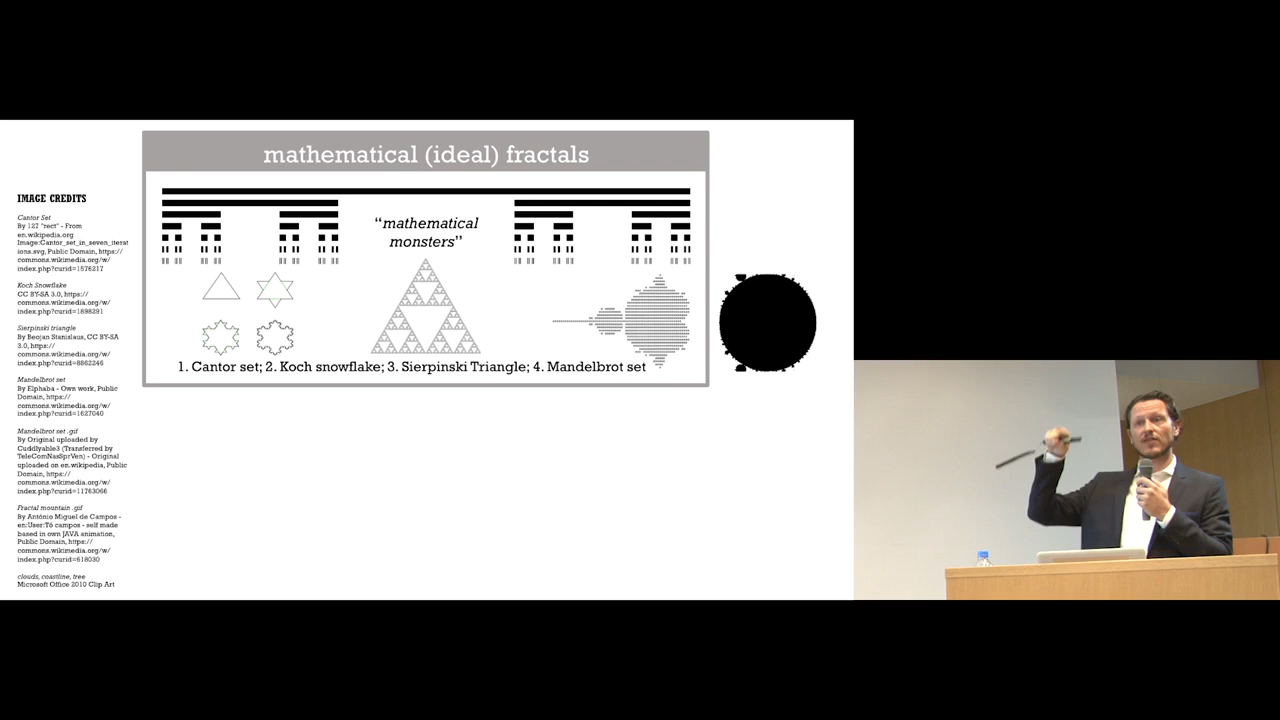 mathematical (ideal) fractals
“mathematical
monsters”
1. Cantor set; 2. Koch snowflake; 3. Sierpinski Triangle; 4. Mandelbrot set
IMAGE CREDITS
Cantor Set
By 127 "rect" - From
en.wikipedia.org
Image:Cantor_set_in_seven_iterat
ions.svg, Public Domain, https://
commons.wikimedia.org/w/
index.php?curid=1576217
Koch Snowflake
CC BY-SA 3.0, https://
commons.wikimedia.org/w/
index.php?curid=1898291
Sierpinski triangle
By Beojan Stanislaus, CC BY-SA
3.0, https://
commons.wikimedia.org/w/
index.php?curid=8862246
Mandelbrot set
By Elphaba - Own work, Public
Domain, https://
commons.wikimedia.org/w/
index.php?curid=1627040
Mandelbrot set .gif
By Original uploaded by
Cuddlyable3 (Transferred by
TeleComNasSprVen) - Original
uploaded on en.wikipedia, Public
Domain, https://
commons.wikimedia.org/w/
index.php?curid=11763066
Fractal mountain .gif
By António Miguel de Campos -
en:User:Tó campos - self made
based in own JAVA animation,
Public Domain, https://
commons.wikimedia.org/w/
index.php?curid=618030
clouds, coastline, tree
Microsoft Office 2010 Clip Art